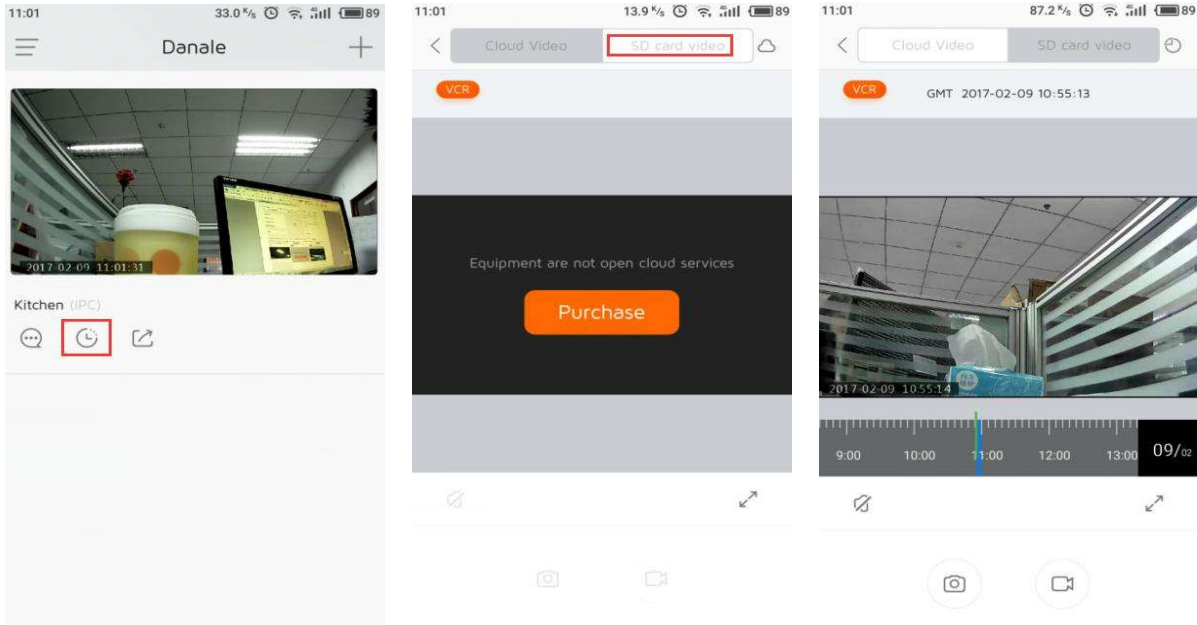 11:01
33.0 K/s
4G
89
Danale
2017-02-09 11:01:31
Kitchen (IPC)
11:01
13.9 K/s
4G
89
Cloud Video
SD card video
VCR
Equipment are not open cloud services
Purchase
11:01
87.2 K/s
4G
89
Cloud Video
SD card video
VCR
GMT 2017-02-09 10:55:13
2017-02-09 10:55:14
9:00
10:00
11:00
12:00
13:00
09/02